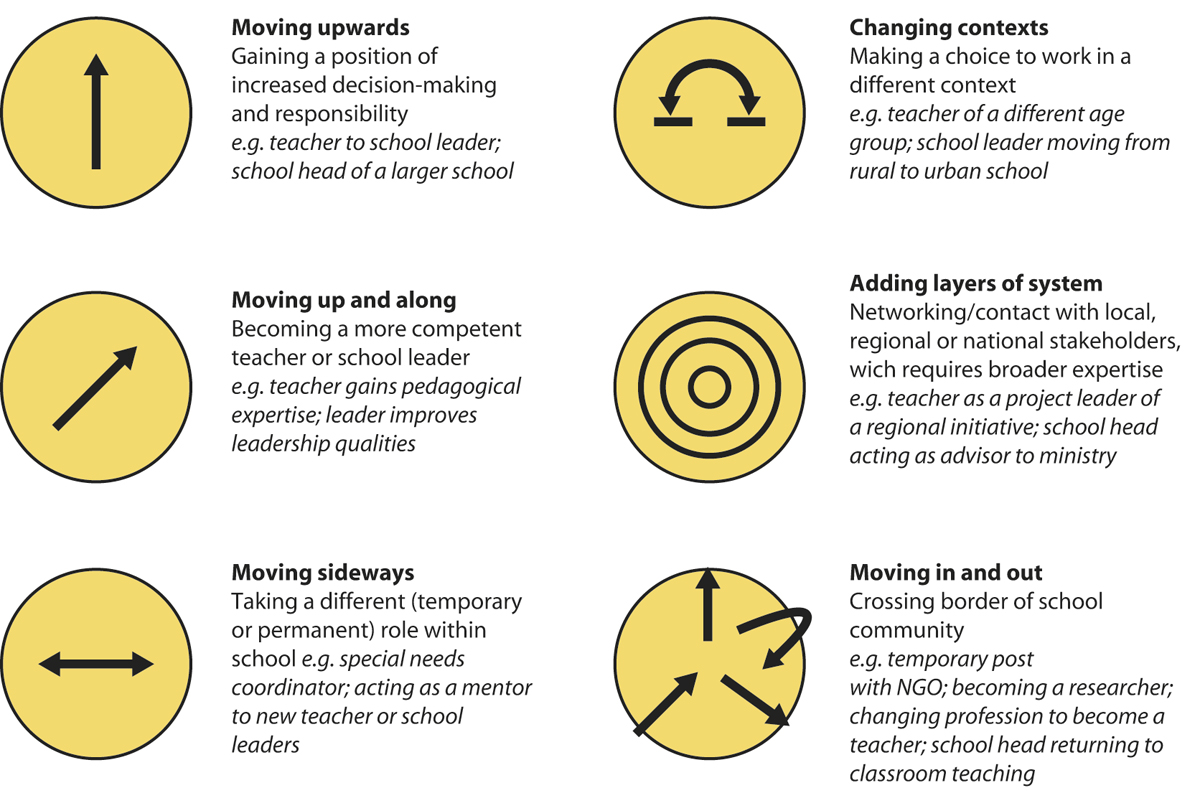 Moving upwards
Gaining a position of
increased decision-making
and responsibility
e.g. teacher to school leader;
school head of a larger school
Changing contexts
Making a choice to work in a
different context
e.g. teacher of a different age
group; school leader moving from
rural to urban school
Moving up and along
Becoming a more competent
teacher or school leader
e.g. teacher gains pedagogical
expertise; leader improves
leadership qualities
Adding layers of system
Networking/contact with local,
regional or national stakeholders,
wich requires broader expertise
e.g. teacher as a project leader of
a regional initiative; school head
acting as advisor to ministry
Moving sideways
Taking a different (temporary
or permanent) role within
school e.g. special needs
coordinator; acting as a mentor
to new teacher or school
leaders
Moving in and out
Crossing border of school
community
e.g. temporary post
with NGO; becoming a researcher;
changing profession to become a
teacher; school head returning to
classroom teaching